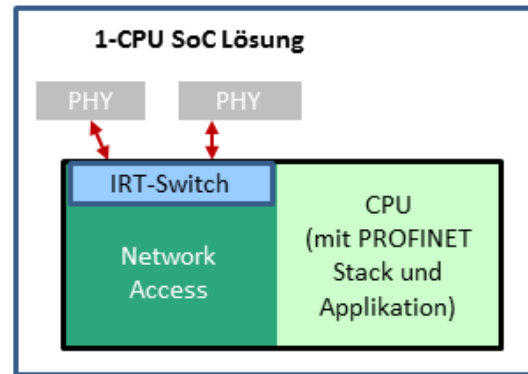 1-CPU SoC Lösung
PHY
PHY
IRT-Switch
Network
Access
CPU
(mit PROFINET
Stack und
Applikation)